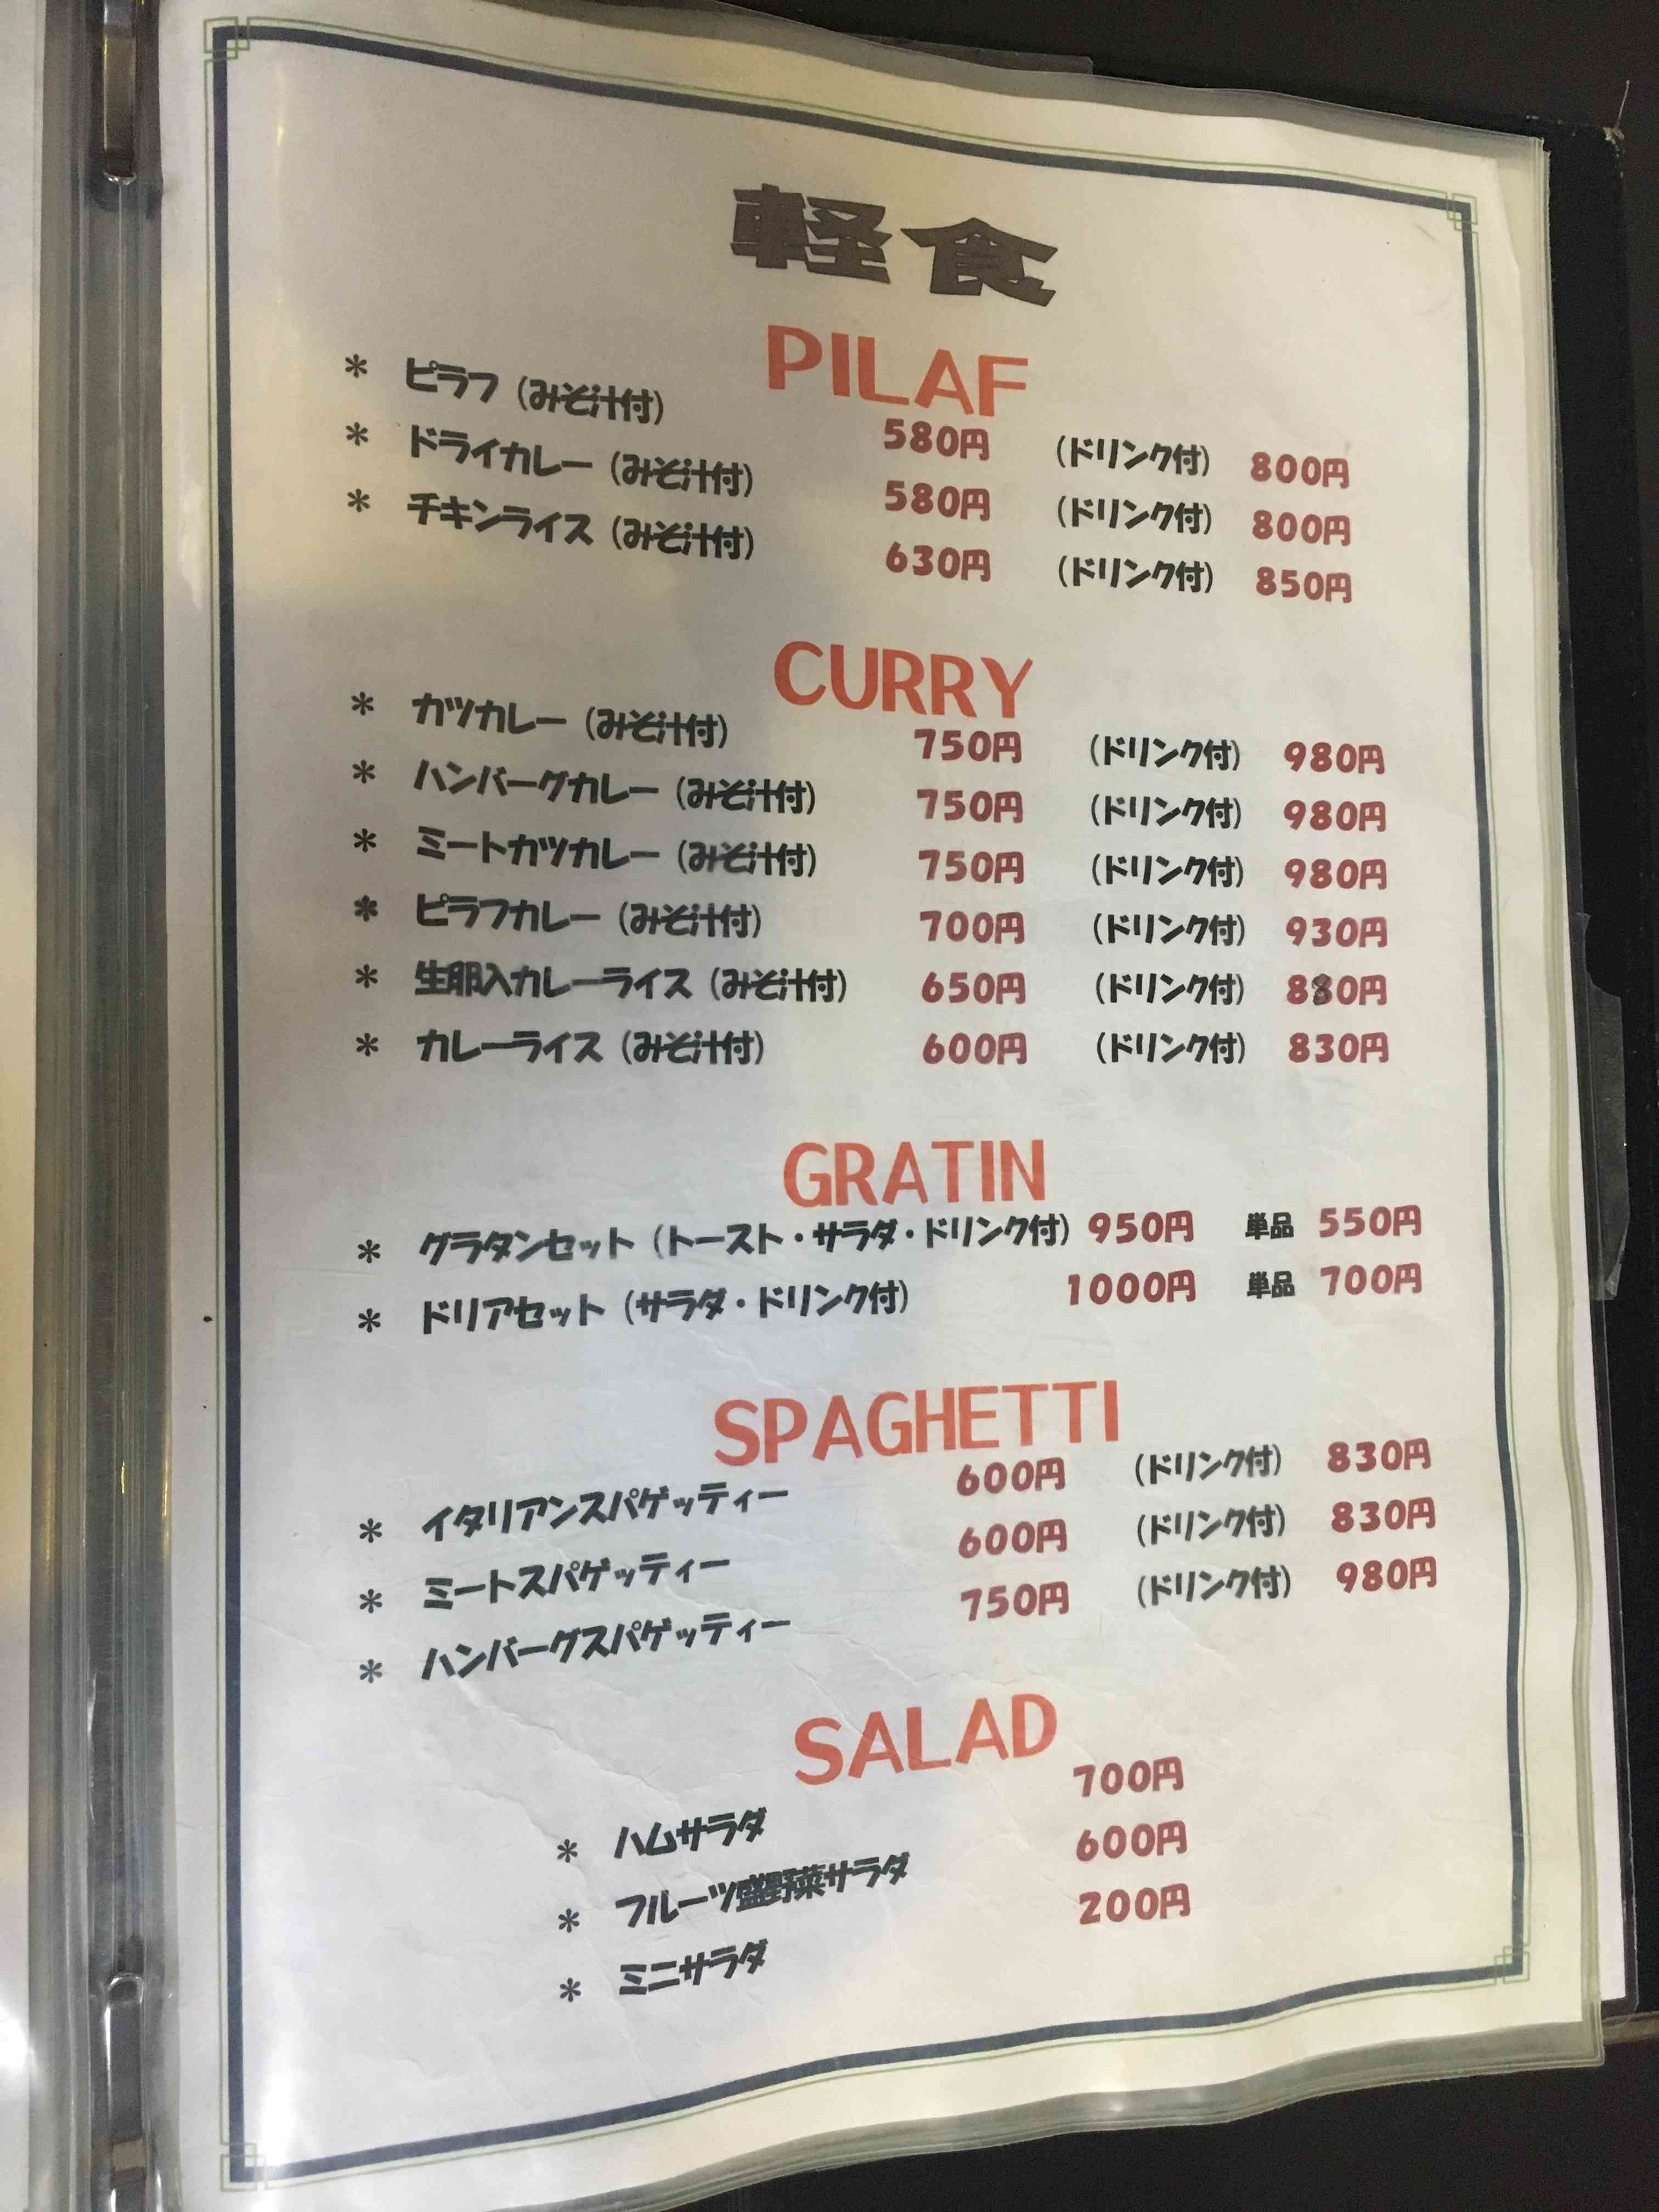 軽食
PILAF
* ピラフ (みそ汁付) 580円 (ドリンク付) 800円
* ドライカレー (みそ汁付) 580円 (ドリンク付) 800円
* チキンライス (みそ汁付) 630円 (ドリンク付) 850円
CURRY
* カツカレー (みそ汁付) 750円 (ドリンク付) 980円
* ハンバーグカレー (みそ汁付) 750円 (ドリンク付) 980円
* ミートカツカレー (みそ汁付) 750円 (ドリンク付) 980円
* ピラフカレー (みそ汁付) 700円 (ドリンク付) 930円
* 生卵入カレーライス (みそ汁付) 650円 (ドリンク付) 880円
* カレーライス (みそ汁付) 600円 (ドリンク付) 830円
GRATIN
* グラタンセット (トースト・サラダ・ドリンク付) 950円 単品 550円
* ドリアセット (サラダ・ドリンク付) 1000円 単品 700円
SPAGHETTI
* イタリアンスパゲッティー 600円 (ドリンク付) 830円
* ミートスパゲッティー 600円 (ドリンク付) 830円
* ハンバーグスパゲッティー 750円 (ドリンク付) 980円
SALAD
* ハムサラダ 700円
* フルーツ盛野菜サラダ 600円
* ミニサラダ 200円